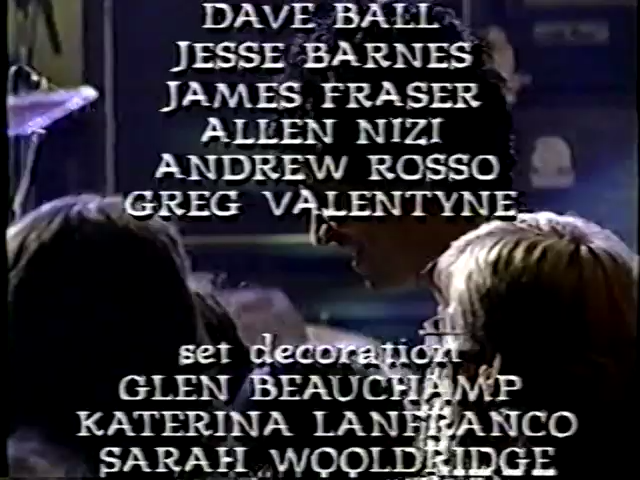 DAVE BALL
JESSE BARNES
JAMES FRASER
ALLEN NIZI
ANDREW ROSSO
GREG VALENTYNE
set decoration
GLEN BEAUCHAMP
KATERINA LANFRANCO
SARAH WOOLDRIDGE